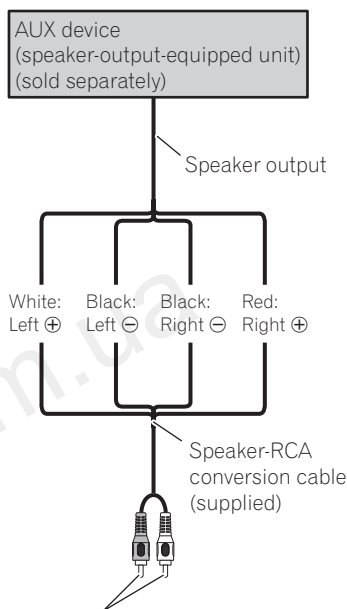 AUX device
(speaker-output-equipped unit)
(sold separately)
Speaker output
White: Black: Black: Red:
Left ⊕ Left ⊖ Right ⊖ Right ⊕
Speaker-RCA
conversion cable
(supplied)
m.ua